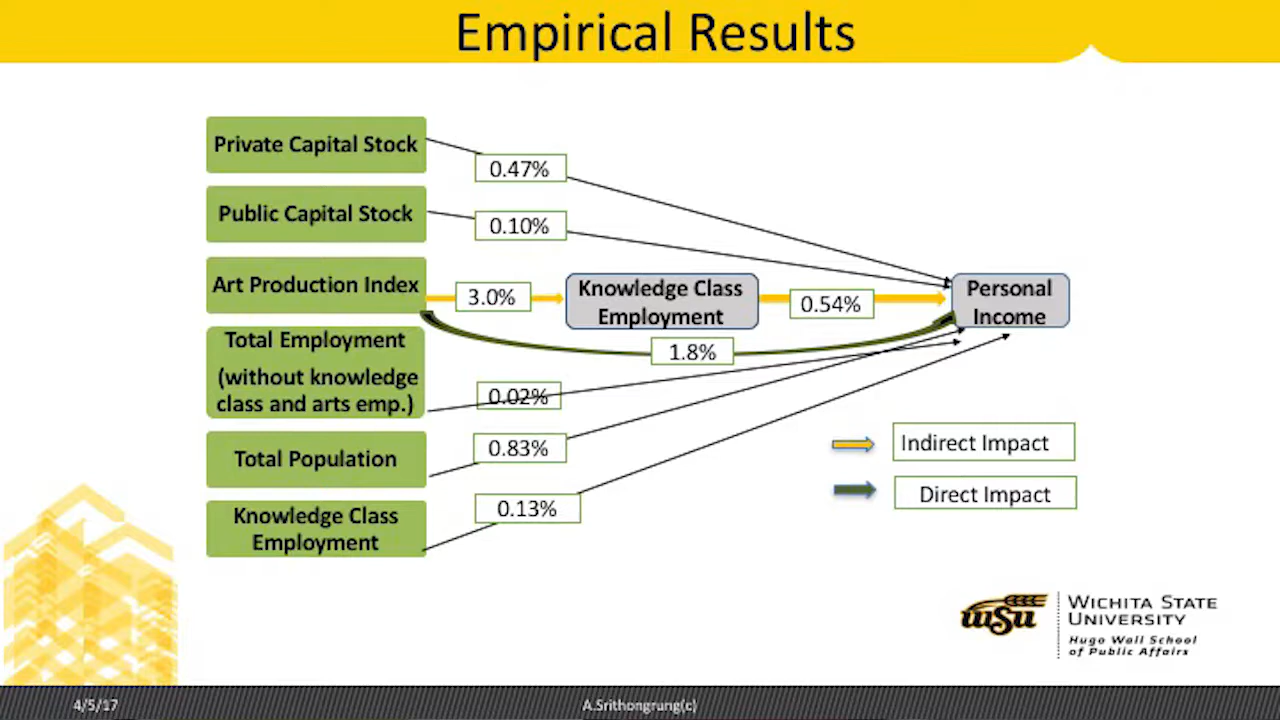 Empirical Results
Private Capital Stock
0.47%
Public Capital Stock
0.10%
Art Production Index
3.0%
Knowledge Class
Employment
0.54%
Personal
Income
1.8%
Total Employment
(without knowledge
class and arts emp.)
0.02%
Total Population
0.83%
Knowledge Class
Employment
0.13%
Indirect Impact
Direct Impact
wsu
WICHITA STATE
UNIVERSITY
Hugo Wall School
of Public Affairs
4/5/17
A.Srithongrung(c)